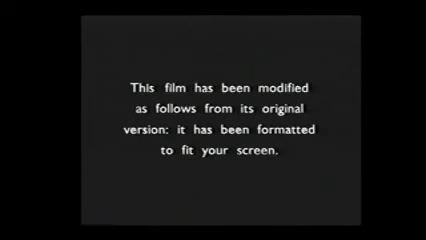 This film has been modified
as follows from its original
version: it has been formatted
to fit your screen.